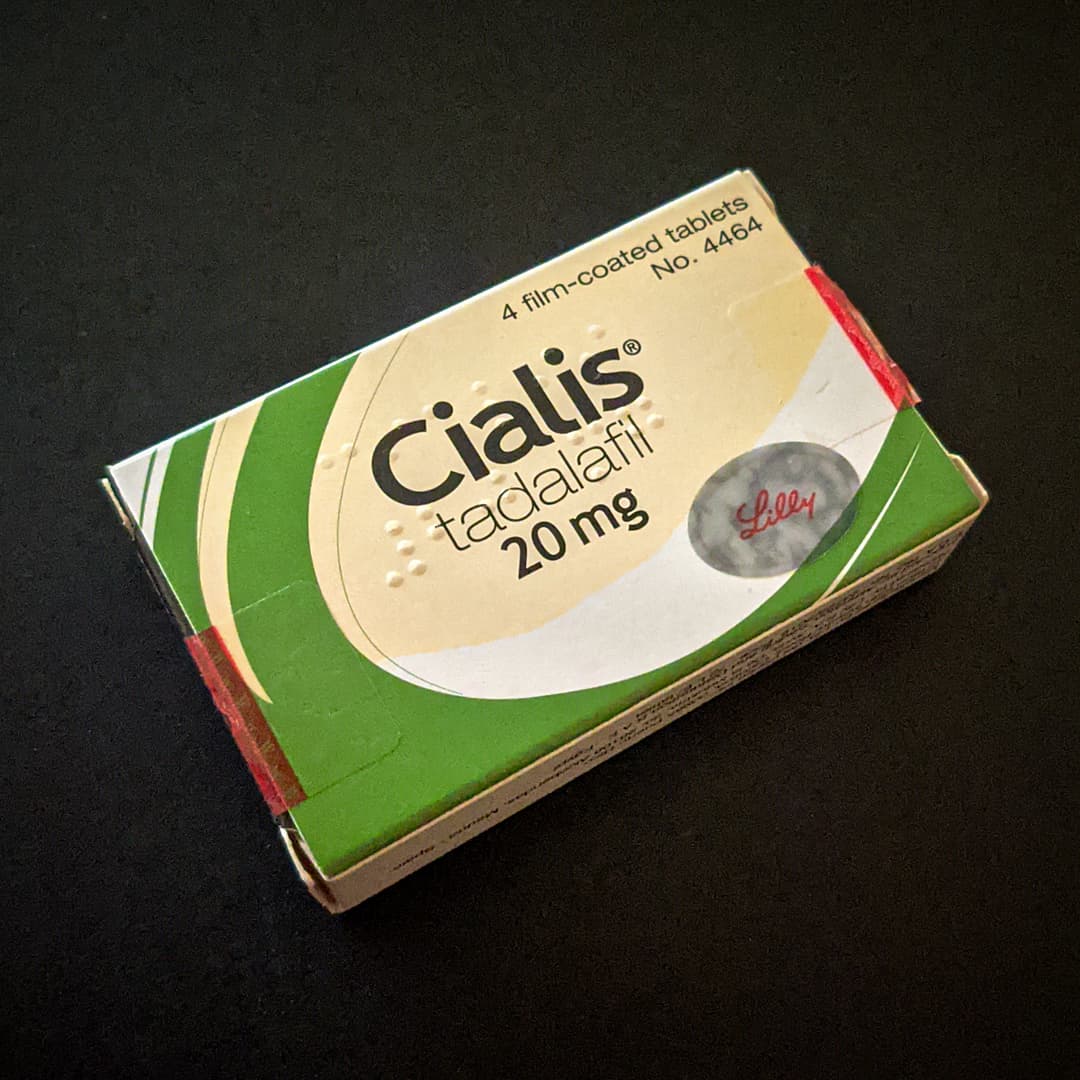 4 film-coated tablets
No. 4464
Cialis®
tadalafil
20 mg
Lilly